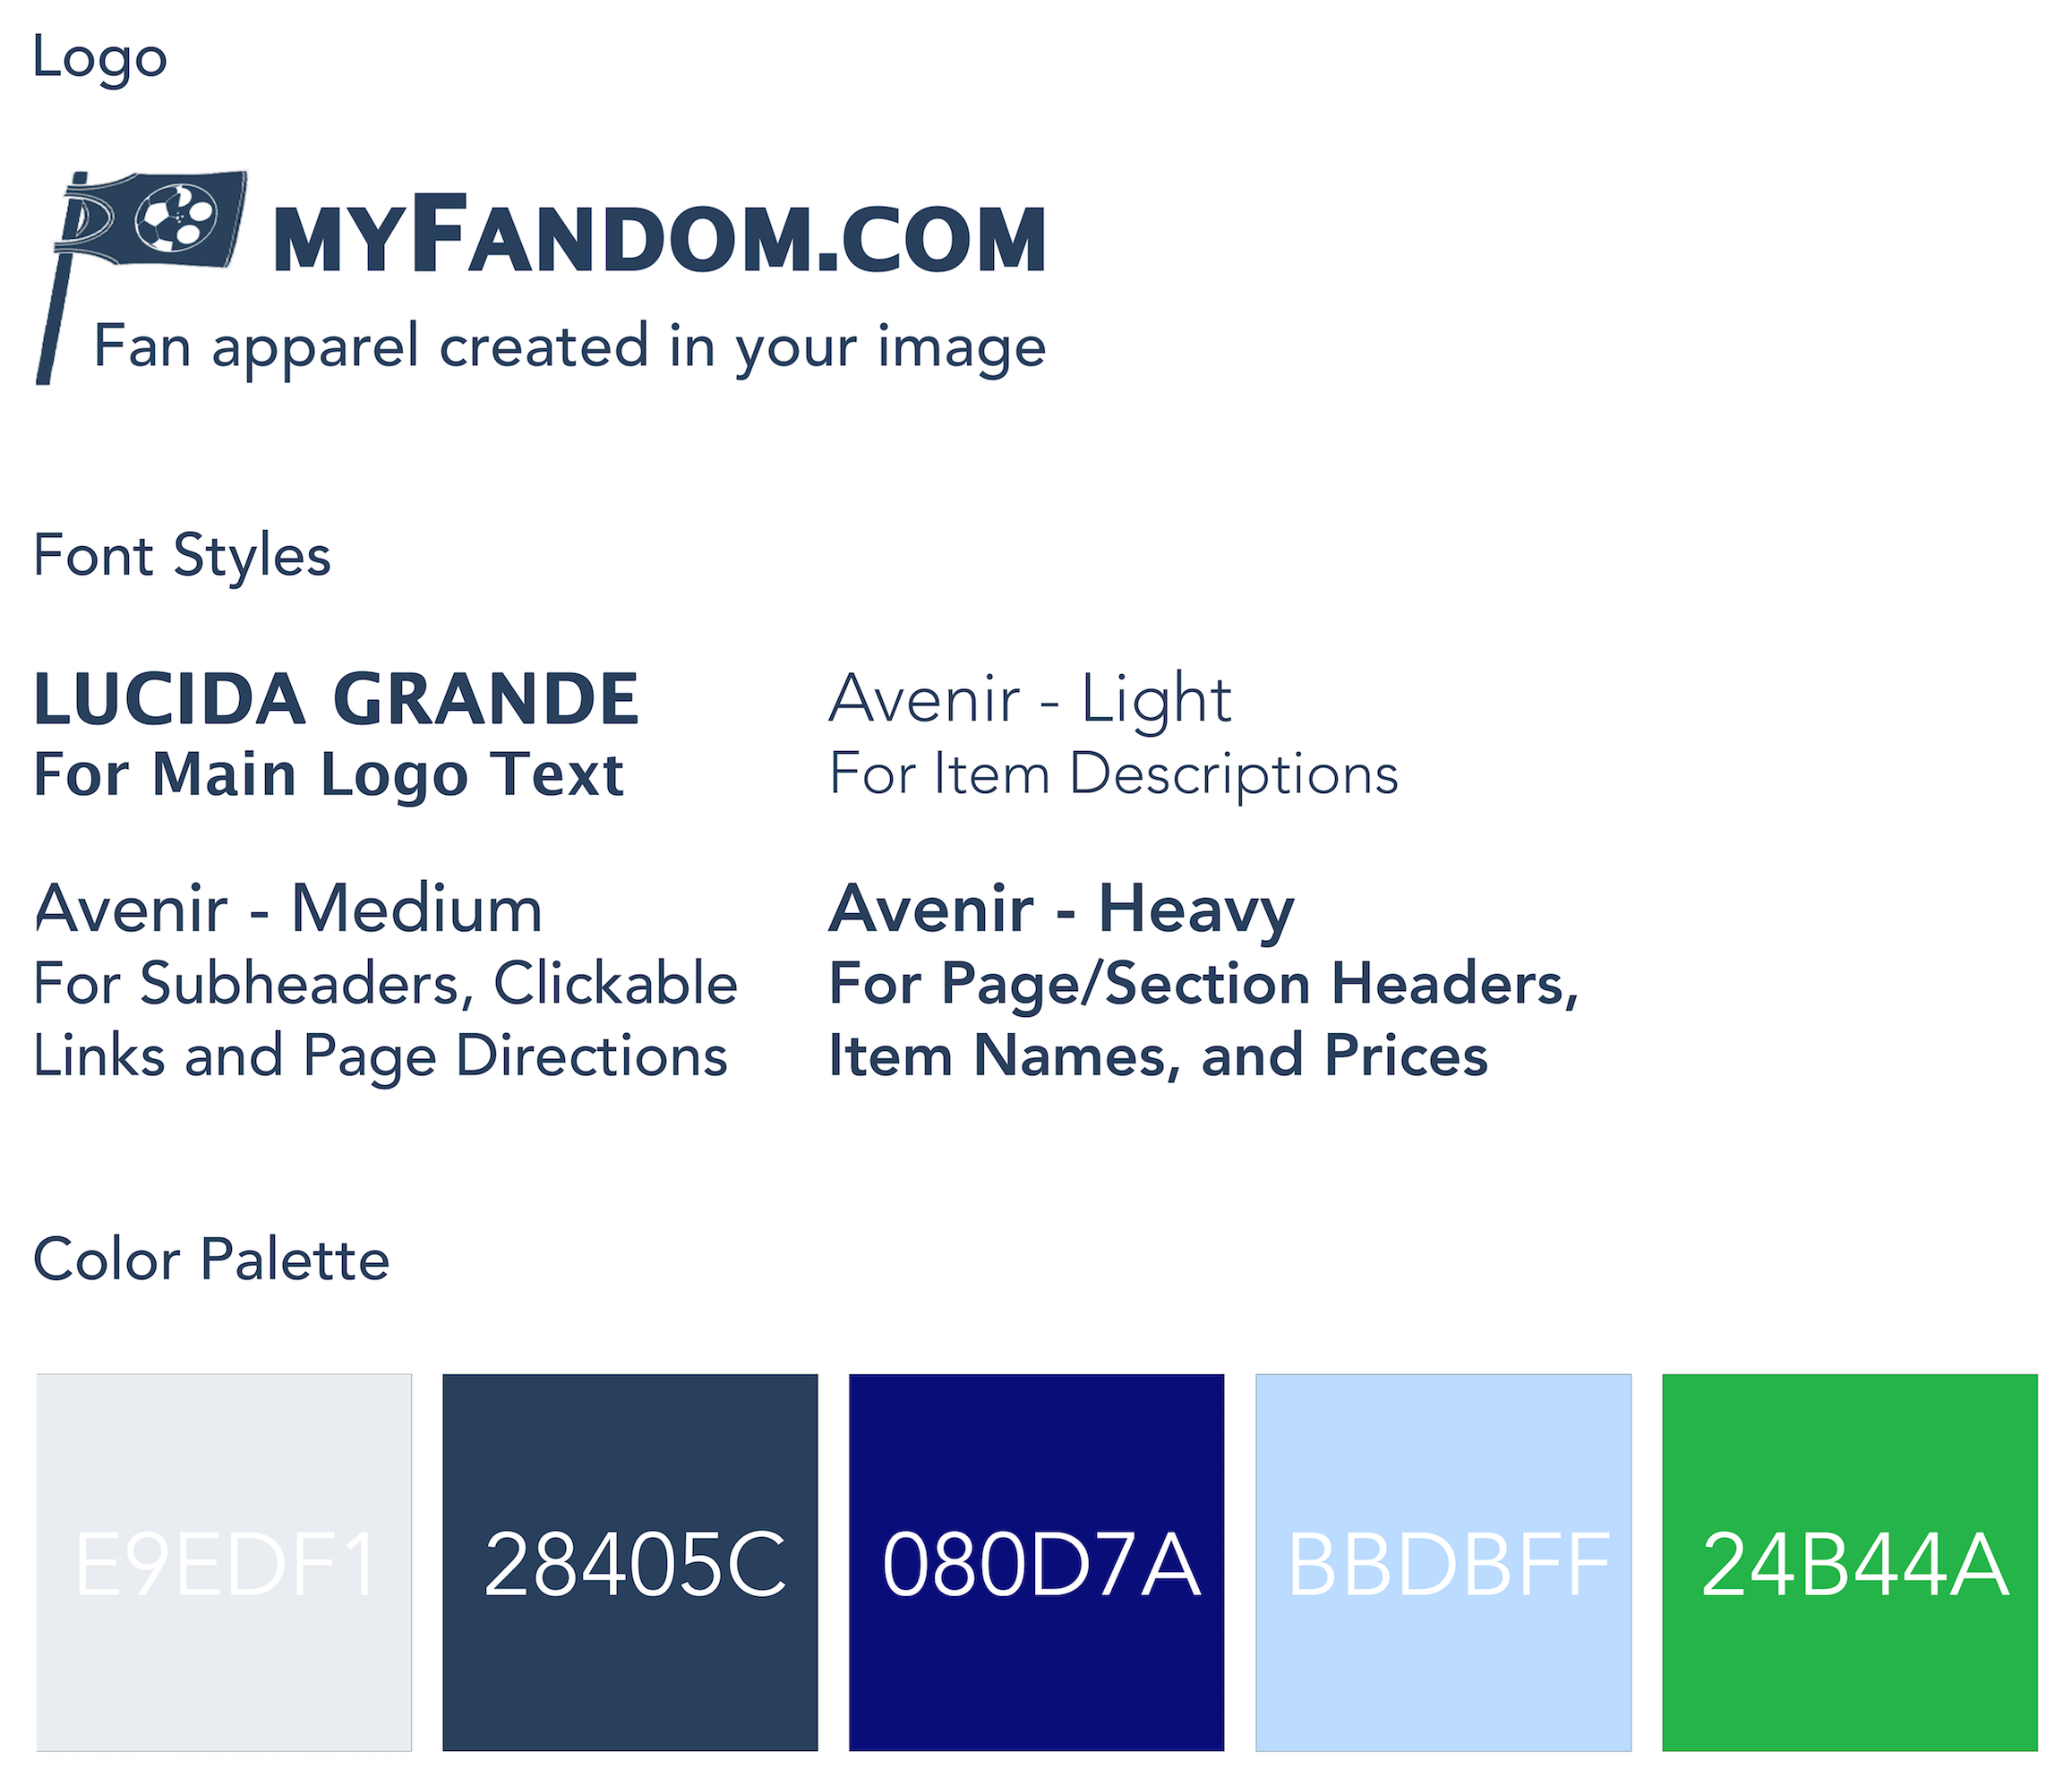 Logo
MYFANDOM.COM
Fan apparel created in your image
Font Styles
LUCIDA GRANDE
For Main Logo Text
Avenir - Light
For Item Descriptions
Avenir - Medium
For Subheaders, Clickable
Links and Page Directions
Avenir - Heavy
For Page/Section Headers,
Item Names, and Prices
Color Palette
E9EDF1
28405C
080D7A
BBDBFF
24B44A